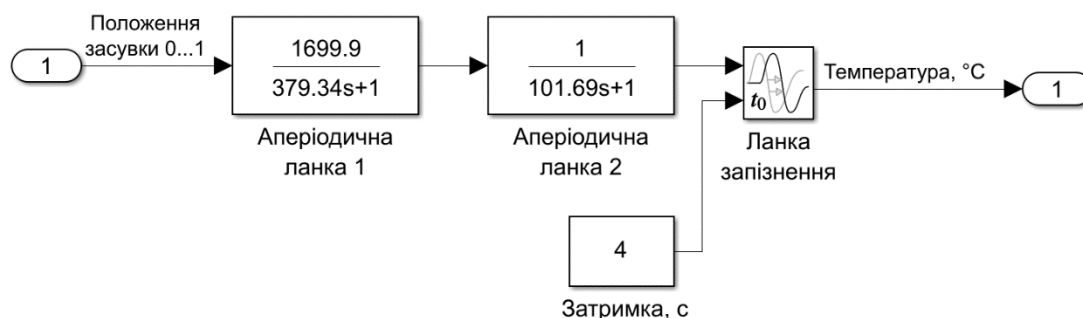 Положення
засувки 0...1
1
1699.9
379.34s+1
Аперіодична
ланка 1
1
101.69s+1
Аперіодична
ланка 2
t0
Ланка
запізнення
Температура, °C
1
4
Затримка, с